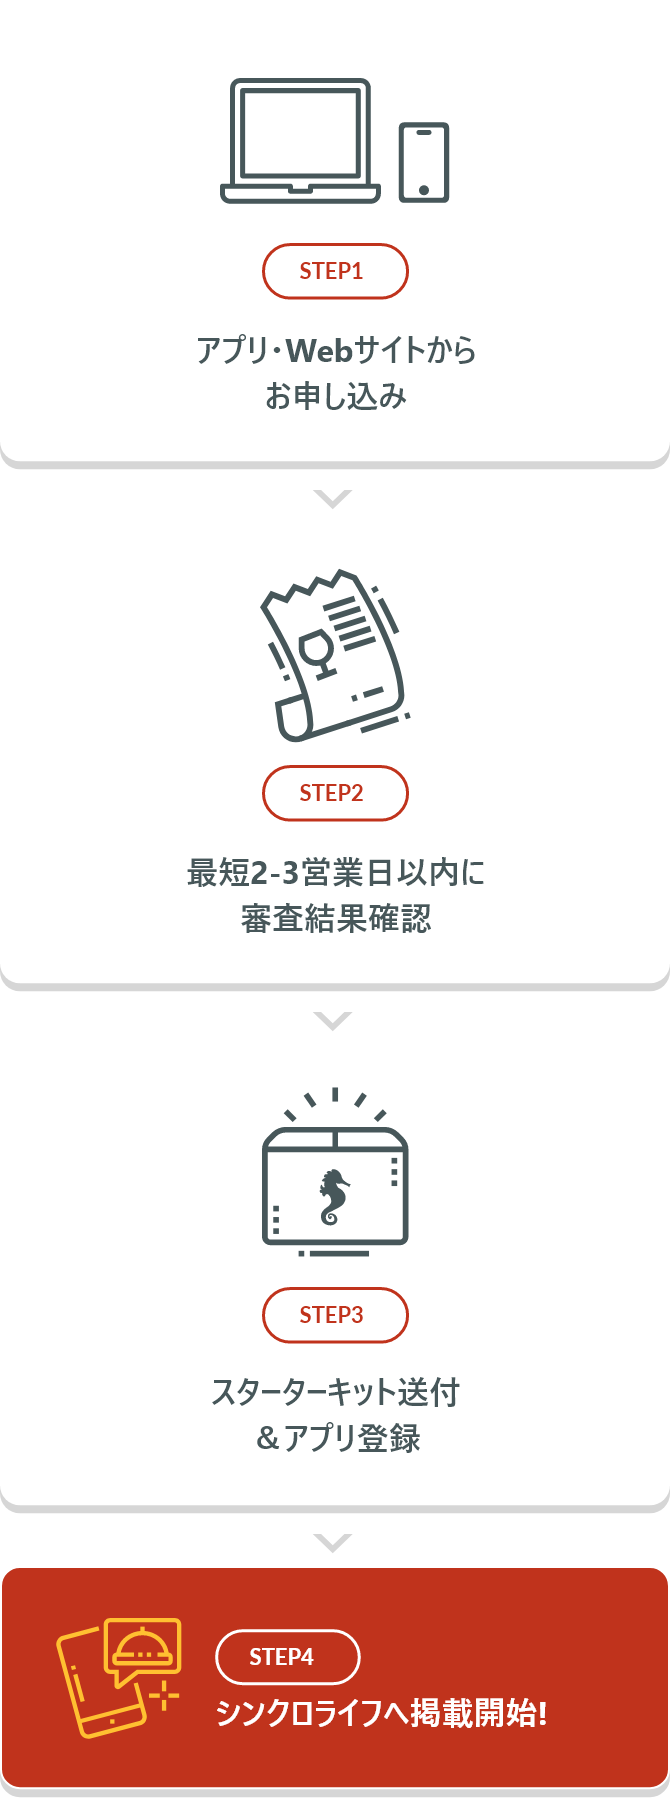 STEP1
アプリ・Webサイトから
お申し込み
STEP2
最短2-3営業日以内に
審査結果確認
STEP3
スターターキット送付
＆アプリ登録
STEP4
シンクロライフへ掲載開始!